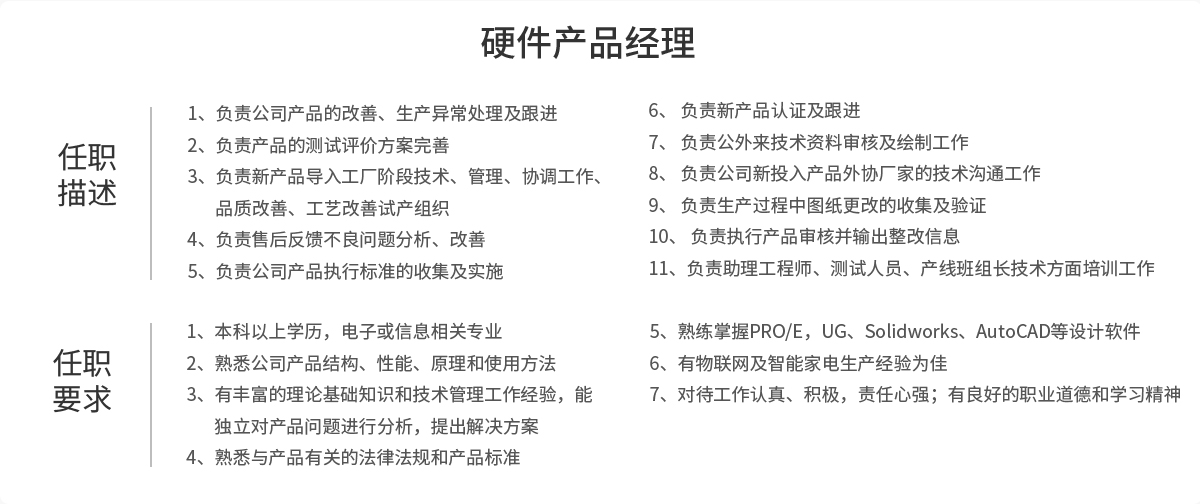 硬件产品经理
任职
描述
1、负责公司产品的改善、生产异常处理及跟进
2、负责产品的测试评价方案完善
3、负责新产品导入工厂阶段技术、管理、协调工作、
品质改善、工艺改善试产组织
4、负责售后反馈不良问题分析、改善
5、负责公司产品执行标准的收集及实施
6、 负责新产品认证及跟进
7、 负责公外来技术资料审核及绘制工作
8、 负责公司新投入产品外协厂家的技术沟通工作
9、 负责生产过程中图纸更改的收集及验证
10、 负责执行产品审核并输出整改信息
11、负责助理工程师、测试人员、产线班组长技术方面培训工作
任职
要求
1、本科以上学历，电子或信息相关专业
2、熟悉公司产品结构、性能、原理和使用方法
3、有丰富的理论基础知识和技术管理工作经验，能
独立对产品问题进行分析，提出解决方案
4、熟悉与产品有关的法律法规和产品标准
5、熟练掌握PRO/E，UG、Solidworks、AutoCAD等设计软件
6、有物联网及智能家电生产经验为佳
7、对待工作认真、积极，责任心强；有良好的职业道德和学习精神